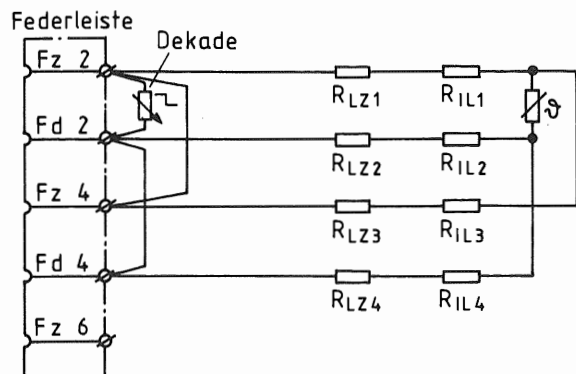 Federleiste
Dekade
Fz 2
RLZ1
RIL1
ϑ
Fd 2
RLZ2
RIL2
Fz 4
RLZ3
RIL3
Fd 4
RLZ4
RIL4
Fz 6